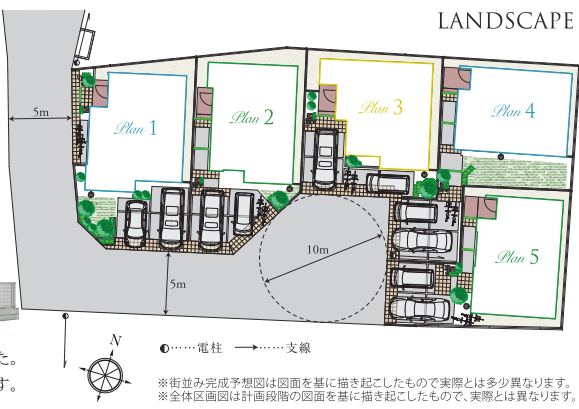 LANDSCAPE
Plan 1
Plan 2
Plan 3
Plan 4
Plan 5
5m
10m
5m
N
……電柱 ……支線
た。
す。
※街並み完成予想図は図面を基に描き起こしたもので実際とは多少異なります。
※全体区画図は計画段階の図面を基に描き起こしたもので、実際とは異なります。